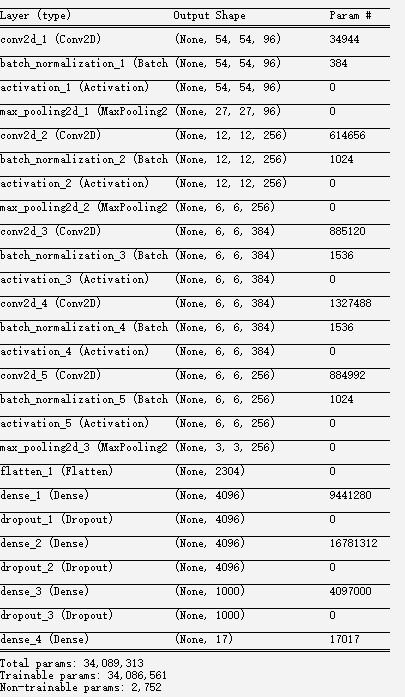 Layer (type) Output Shape Param #
conv2d_1 (Conv2D) (None, 54, 54, 96) 34944
batch_normalization_1 (Batch (None, 54, 54, 96) 384
activation_1 (Activation) (None, 54, 54, 96) 0
max_pooling2d_1 (MaxPooling2 (None, 27, 27, 96) 0
conv2d_2 (Conv2D) (None, 12, 12, 256) 614656
batch_normalization_2 (Batch (None, 12, 12, 256) 1024
activation_2 (Activation) (None, 12, 12, 256) 0
max_pooling2d_2 (MaxPooling2 (None, 6, 6, 256) 0
conv2d_3 (Conv2D) (None, 6, 6, 384) 885120
batch_normalization_3 (Batch (None, 6, 6, 384) 1536
activation_3 (Activation) (None, 6, 6, 384) 0
conv2d_4 (Conv2D) (None, 6, 6, 384) 1327488
batch_normalization_4 (Batch (None, 6, 6, 384) 1536
activation_4 (Activation) (None, 6, 6, 384) 0
conv2d_5 (Conv2D) (None, 6, 6, 256) 884992
batch_normalization_5 (Batch (None, 6, 6, 256) 1024
activation_5 (Activation) (None, 6, 6, 256) 0
max_pooling2d_3 (MaxPooling2 (None, 3, 3, 256) 0
flatten_1 (Flatten) (None, 2304) 0
dense_1 (Dense) (None, 4096) 9441280
dropout_1 (Dropout) (None, 4096) 0
dense_2 (Dense) (None, 4096) 16781312
dropout_2 (Dropout) (None, 4096) 0
dense_3 (Dense) (None, 1000) 4097000
dropout_3 (Dropout) (None, 1000) 0
dense_4 (Dense) (None, 17) 17017
Total params: 34,089,313
Trainable params: 34,086,561
Non-trainable params: 2,752